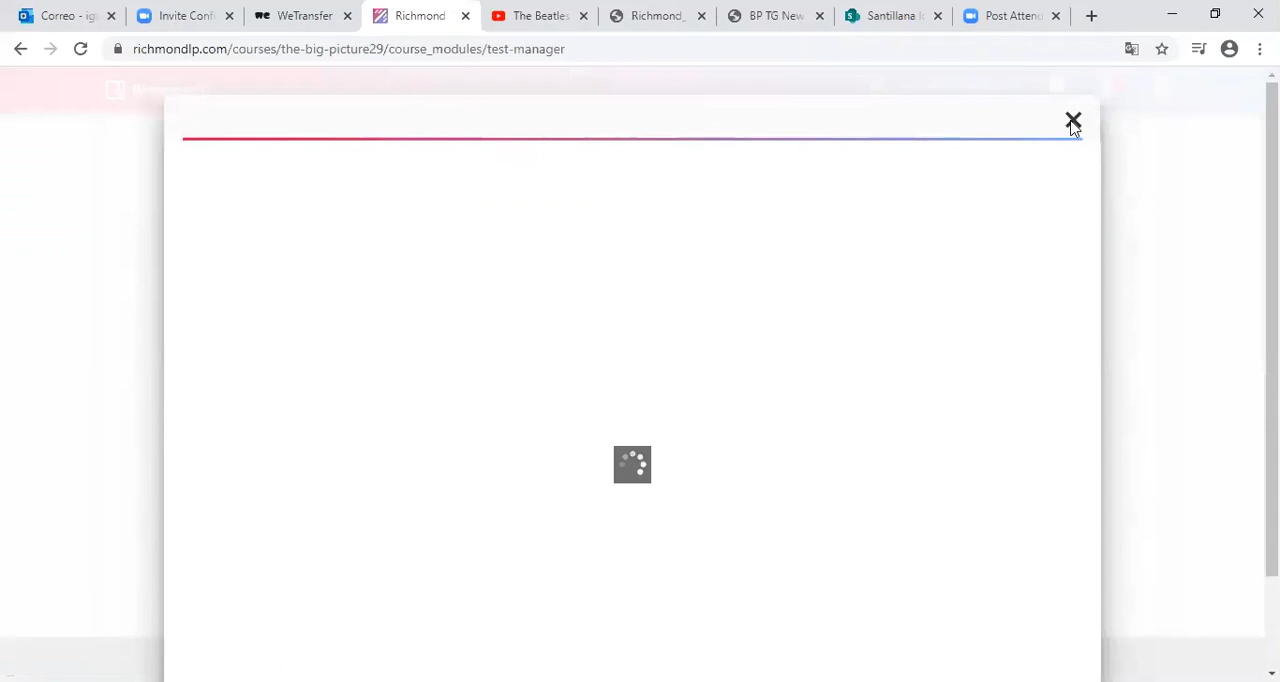 Correo - ig
Invite Conf
WeTransfer
Richmond
The Beatles
Richmond_
BP TG New
Santillana I
Post Attend
richmondlp.com/courses/the-big-picture29/course_modules/test-manager